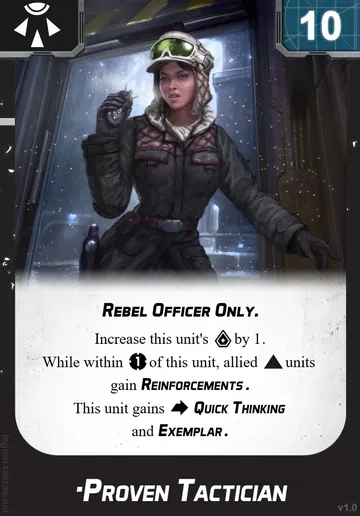 10
REBEL OFFICER ONLY.
Increase this unit's by 1.
While within 1 of this unit, allied units
gain REINFORCEMENTS.
This unit gains QUICK THINKING
and EXEMPLAR.
•PROVEN TACTICIAN
v1.0